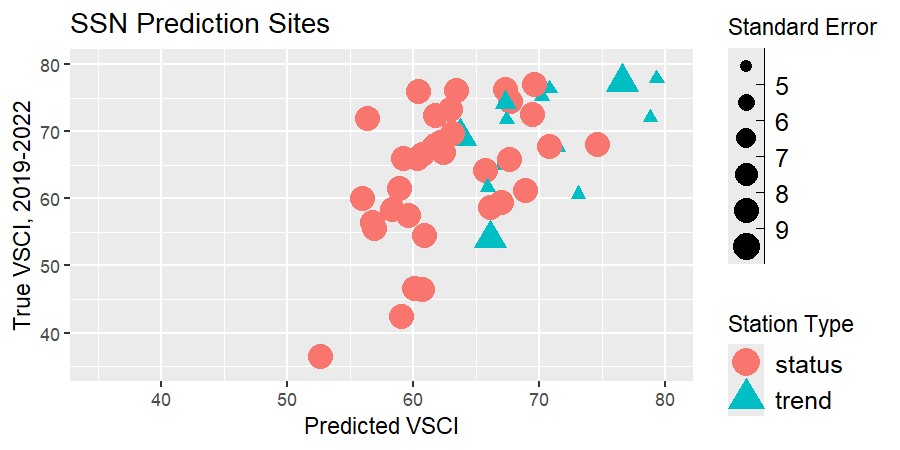 SSN Prediction Sites
True VSCI, 2019-2022
80
70
60
50
40
40 50 60 70 80
Predicted VSCI
Standard Error
5
6
7
8
9
Station Type
status
trend